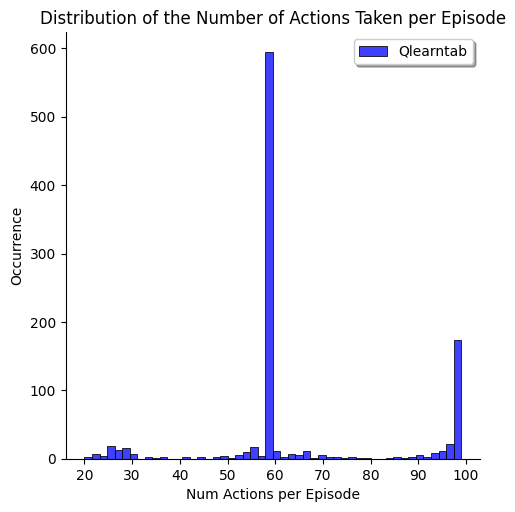 Distribution of the Number of Actions Taken per Episode
Qlearntab
600
500
400
300
200
100
0
Occurrence
20 30 40 50 60 70 80 90 100
Num Actions per Episode